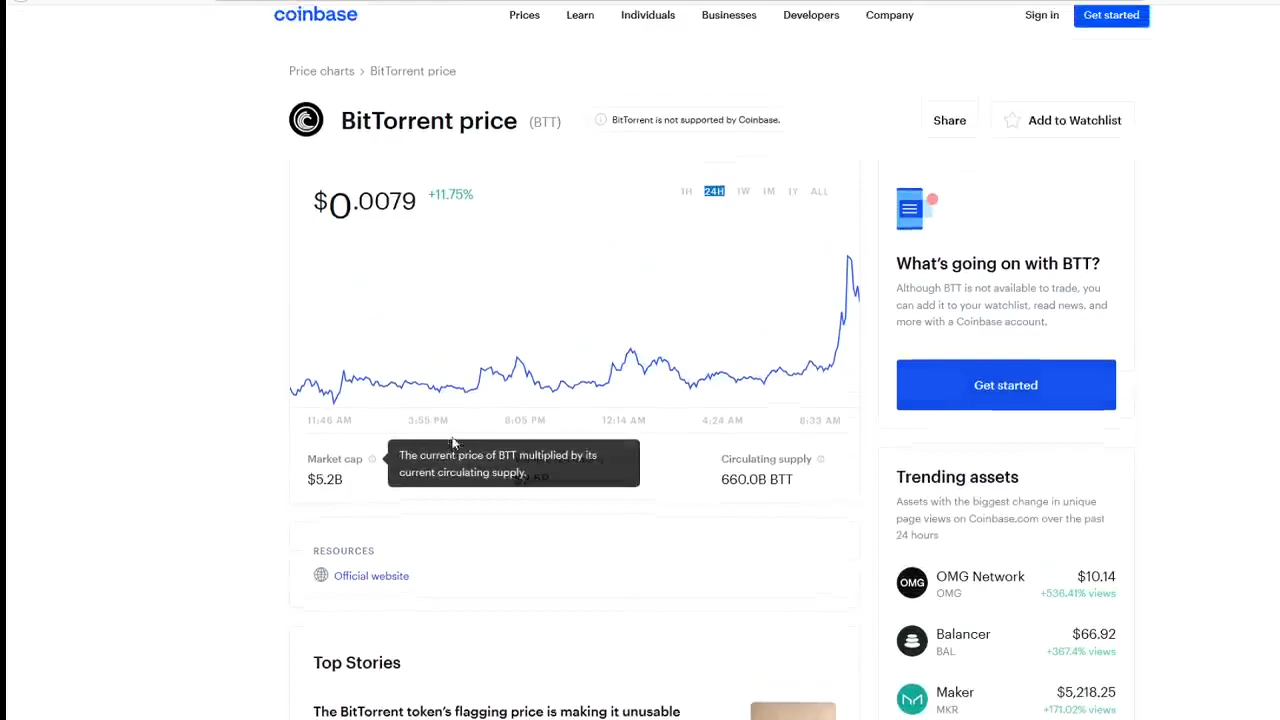 coinbase
Prices
Learn
Individuals
Businesses
Developers
Company
Sign in
Get started
Price charts > BitTorrent price
BitTorrent price (BTT)
BitTorrent is not supported by Coinbase.
Share
Add to Watchlist
$0.0079 +11.75%
1H 24H 1W 1M 1Y ALL
11:46 AM 3:55 PM 8:05 PM 12:14 AM 4:24 AM 8:33 AM
Market cap
$5.2B
The current price of BTT multiplied by its
current circulating supply.
Circulating supply
660.0B BTT
RESOURCES
Official website
Top Stories
The BitTorrent token's flagging price is making it unusable
What's going on with BTT?
Although BTT is not available to trade, you
can add it to your watchlist, read news, and
more with a Coinbase account.
Get started
Trending assets
Assets with the biggest change in unique
page views on Coinbase.com over the past
24 hours
OMG
OMG Network $10.14
OMG +536.41% views
Balancer $66.92
BAL +367.4% views
Maker $5,218.25
MKR +171.02% views